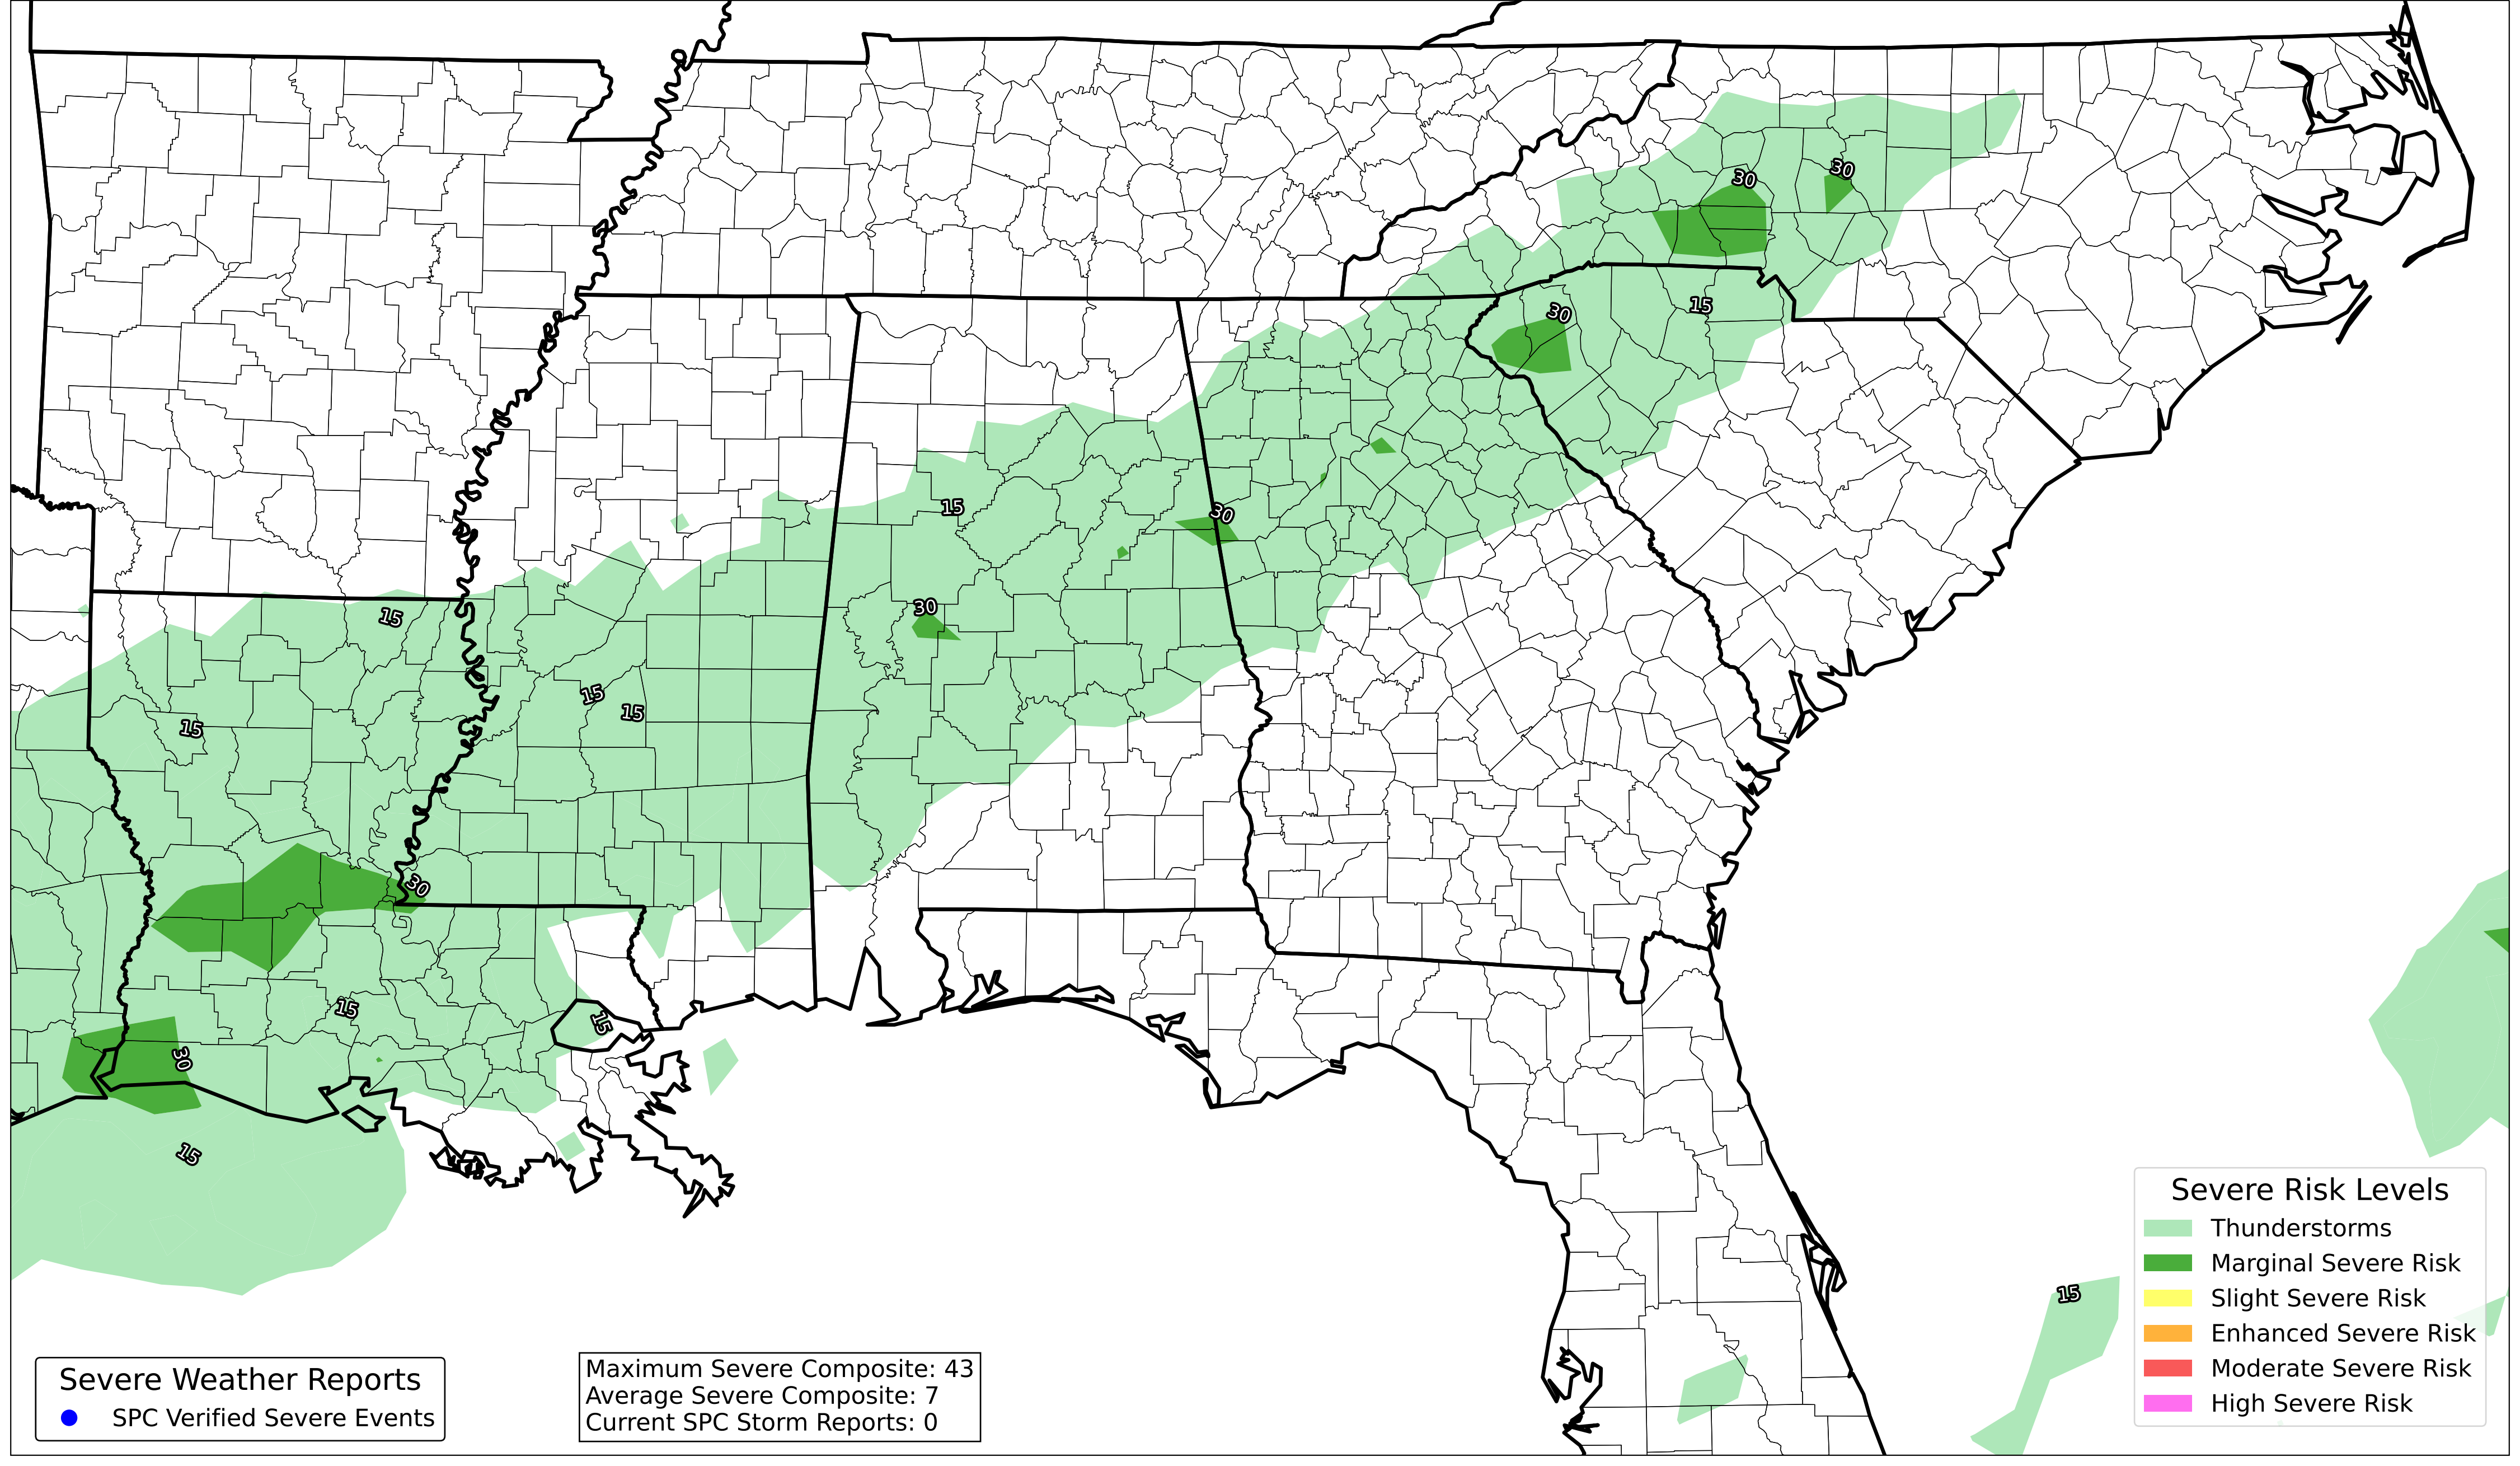 30
30
30
15
15
30
30
15
15
15
15
30
15
15
30
15
15
Severe Risk Levels
Thunderstorms
Marginal Severe Risk
Slight Severe Risk
Enhanced Severe Risk
Moderate Severe Risk
High Severe Risk
Severe Weather Reports
SPC Verified Severe Events
Maximum Severe Composite: 43
Average Severe Composite: 7
Current SPC Storm Reports: 0